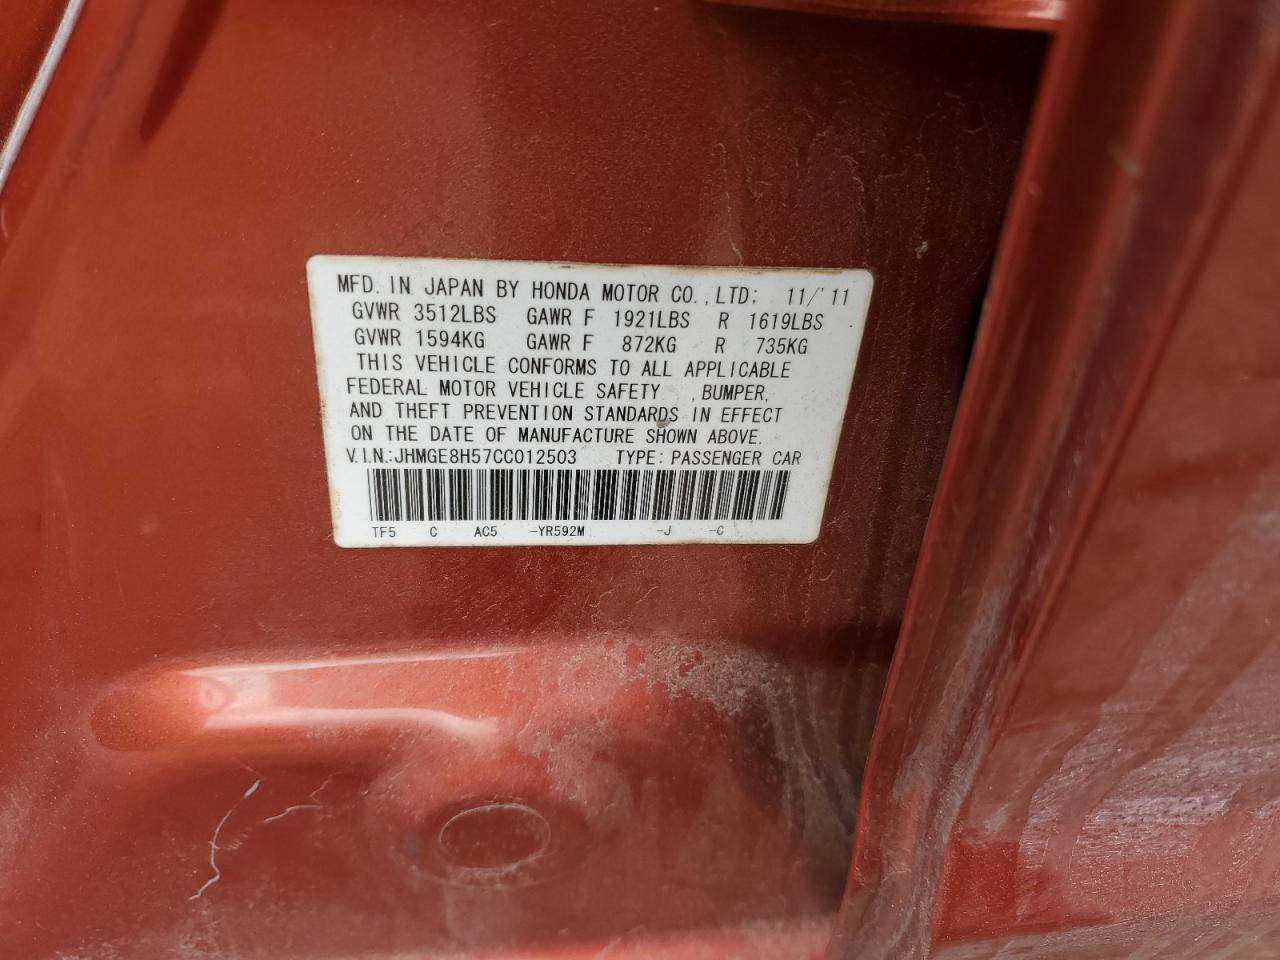 MFD. IN JAPAN BY HONDA MOTOR CO., LTD; 11/'11
GVWR 3512LBS GAWR F 1921LBS R 1619LBS
GVWR 1594KG GAWR F 872KG R 735KG
THIS VEHICLE CONFORMS TO ALL APPLICABLE
FEDERAL MOTOR VEHICLE SAFETY , BUMPER,
AND THEFT PREVENTION STANDARDS IN EFFECT
ON THE DATE OF MANUFACTURE SHOWN ABOVE.
V.I.N.:JHMGE8H57CC012503 TYPE: PASSENGER CAR
TF5 C AC5 -YR592M -J -C